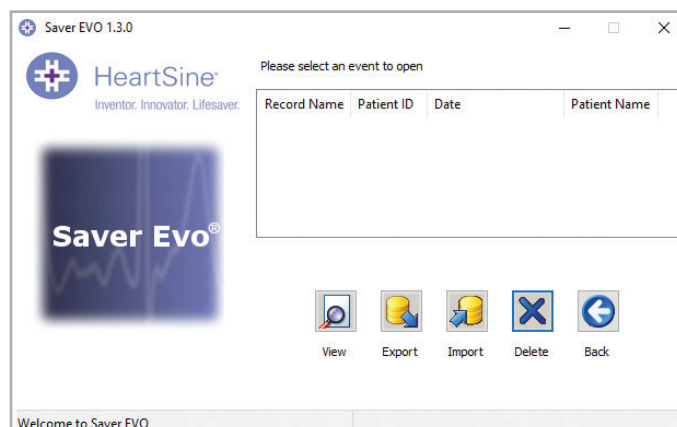 Saver EVO 1.3.0
HeartSine®
Inventor. Innovator. Lifesaver.
Please select an event to open
Record Name Patient ID Date Patient Name
Saver Evo®
View Export Import Delete Back
Welcome to Saver EVO